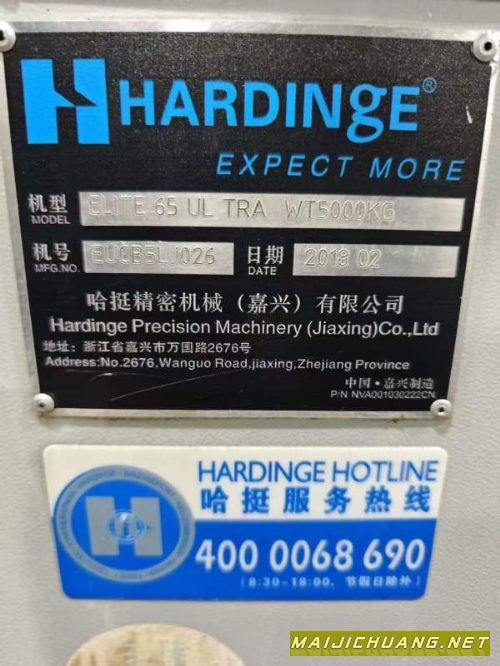 HARDINGE®
EXPECT MORE
机型 ELITE 65 UL TRA WT5000KG
MODEL
机号 EUCB5LJ026 日期 2018 02
MFG.NO. DATE
哈挺精密机械（嘉兴）有限公司
Hardinge Precision Machinery (Jiaxing)Co.,Ltd
地址：浙江省嘉兴市万国路2676号
Address:No.2676,Wanguo Road,jiaxing,Zhejiang Province
中国·嘉兴制造
P/N NVA001030222CN
HARDINGE HOTLINE
哈挺服务热线
400 0068 690
(8:30-18:00, 节假日除外)
MAIJICHUANG.NET